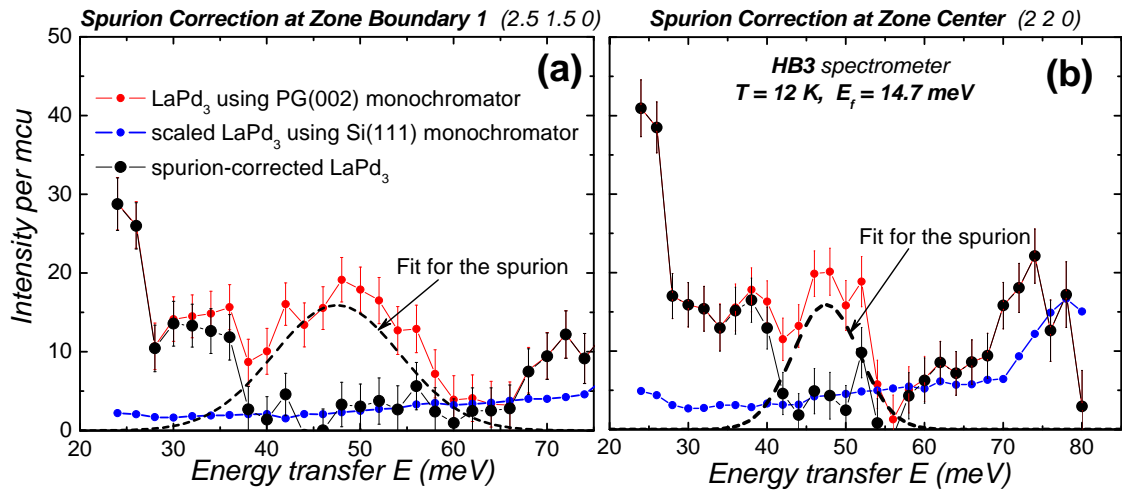 Spurion Correction at Zone Boundary 1 (2.5 1.5 0)
Spurion Correction at Zone Center (2 2 0)
Intensity per mcu
50
40
30
20
10
0
(a)
LaPd3 using PG(002) monochromator
scaled LaPd3 using Si(111) monochromator
spurion-corrected LaPd3
Fit for the spurion
20 30 40 50 60 70
Energy transfer E (meV)
(b)
HB3 spectrometer
T = 12 K, Ef = 14.7 meV
Fit for the spurion
20 30 40 50 60 70 80
Energy transfer E (meV)